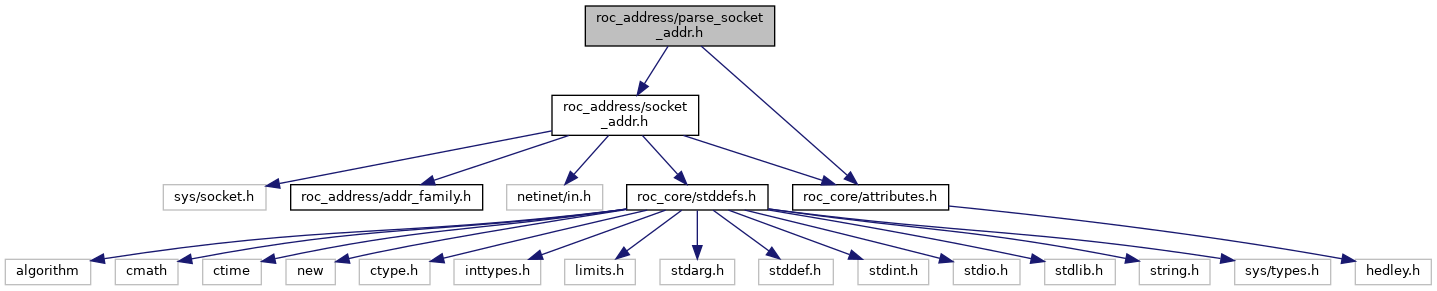 roc_address/parse_socket
_addr.h
roc_address/socket
_addr.h
sys/socket.h
roc_address/addr_family.h
netinet/in.h
roc_core/stddefs.h
roc_core/attributes.h
algorithm
cmath
ctime
new
ctype.h
inttypes.h
limits.h
stdarg.h
stddef.h
stdint.h
stdio.h
stdlib.h
string.h
sys/types.h
hedley.h